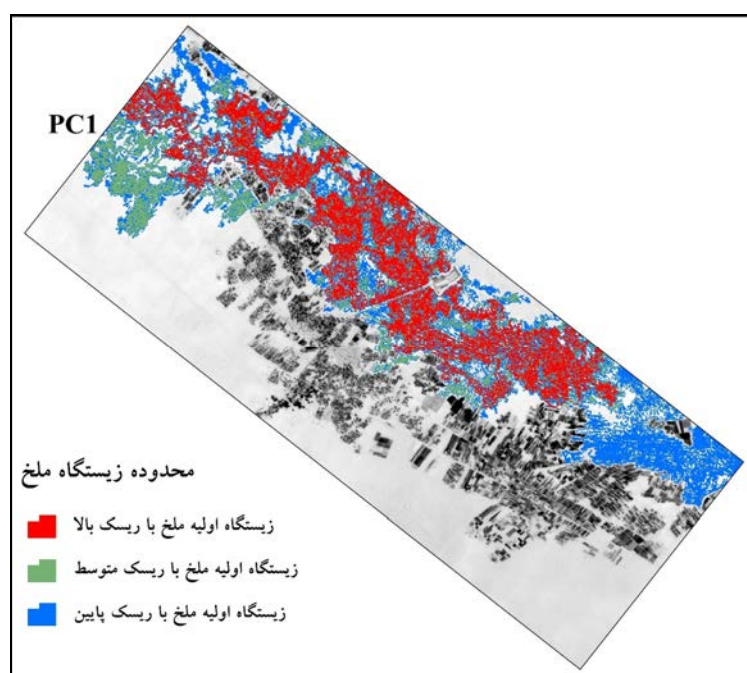 PC1
محدوده زیستگاه ملخ
زیستگاه اولیه ملخ با ریسک بالا
زیستگاه اولیه ملخ با ریسک متوسط
زیستگاه اولیه ملخ با ریسک پایین